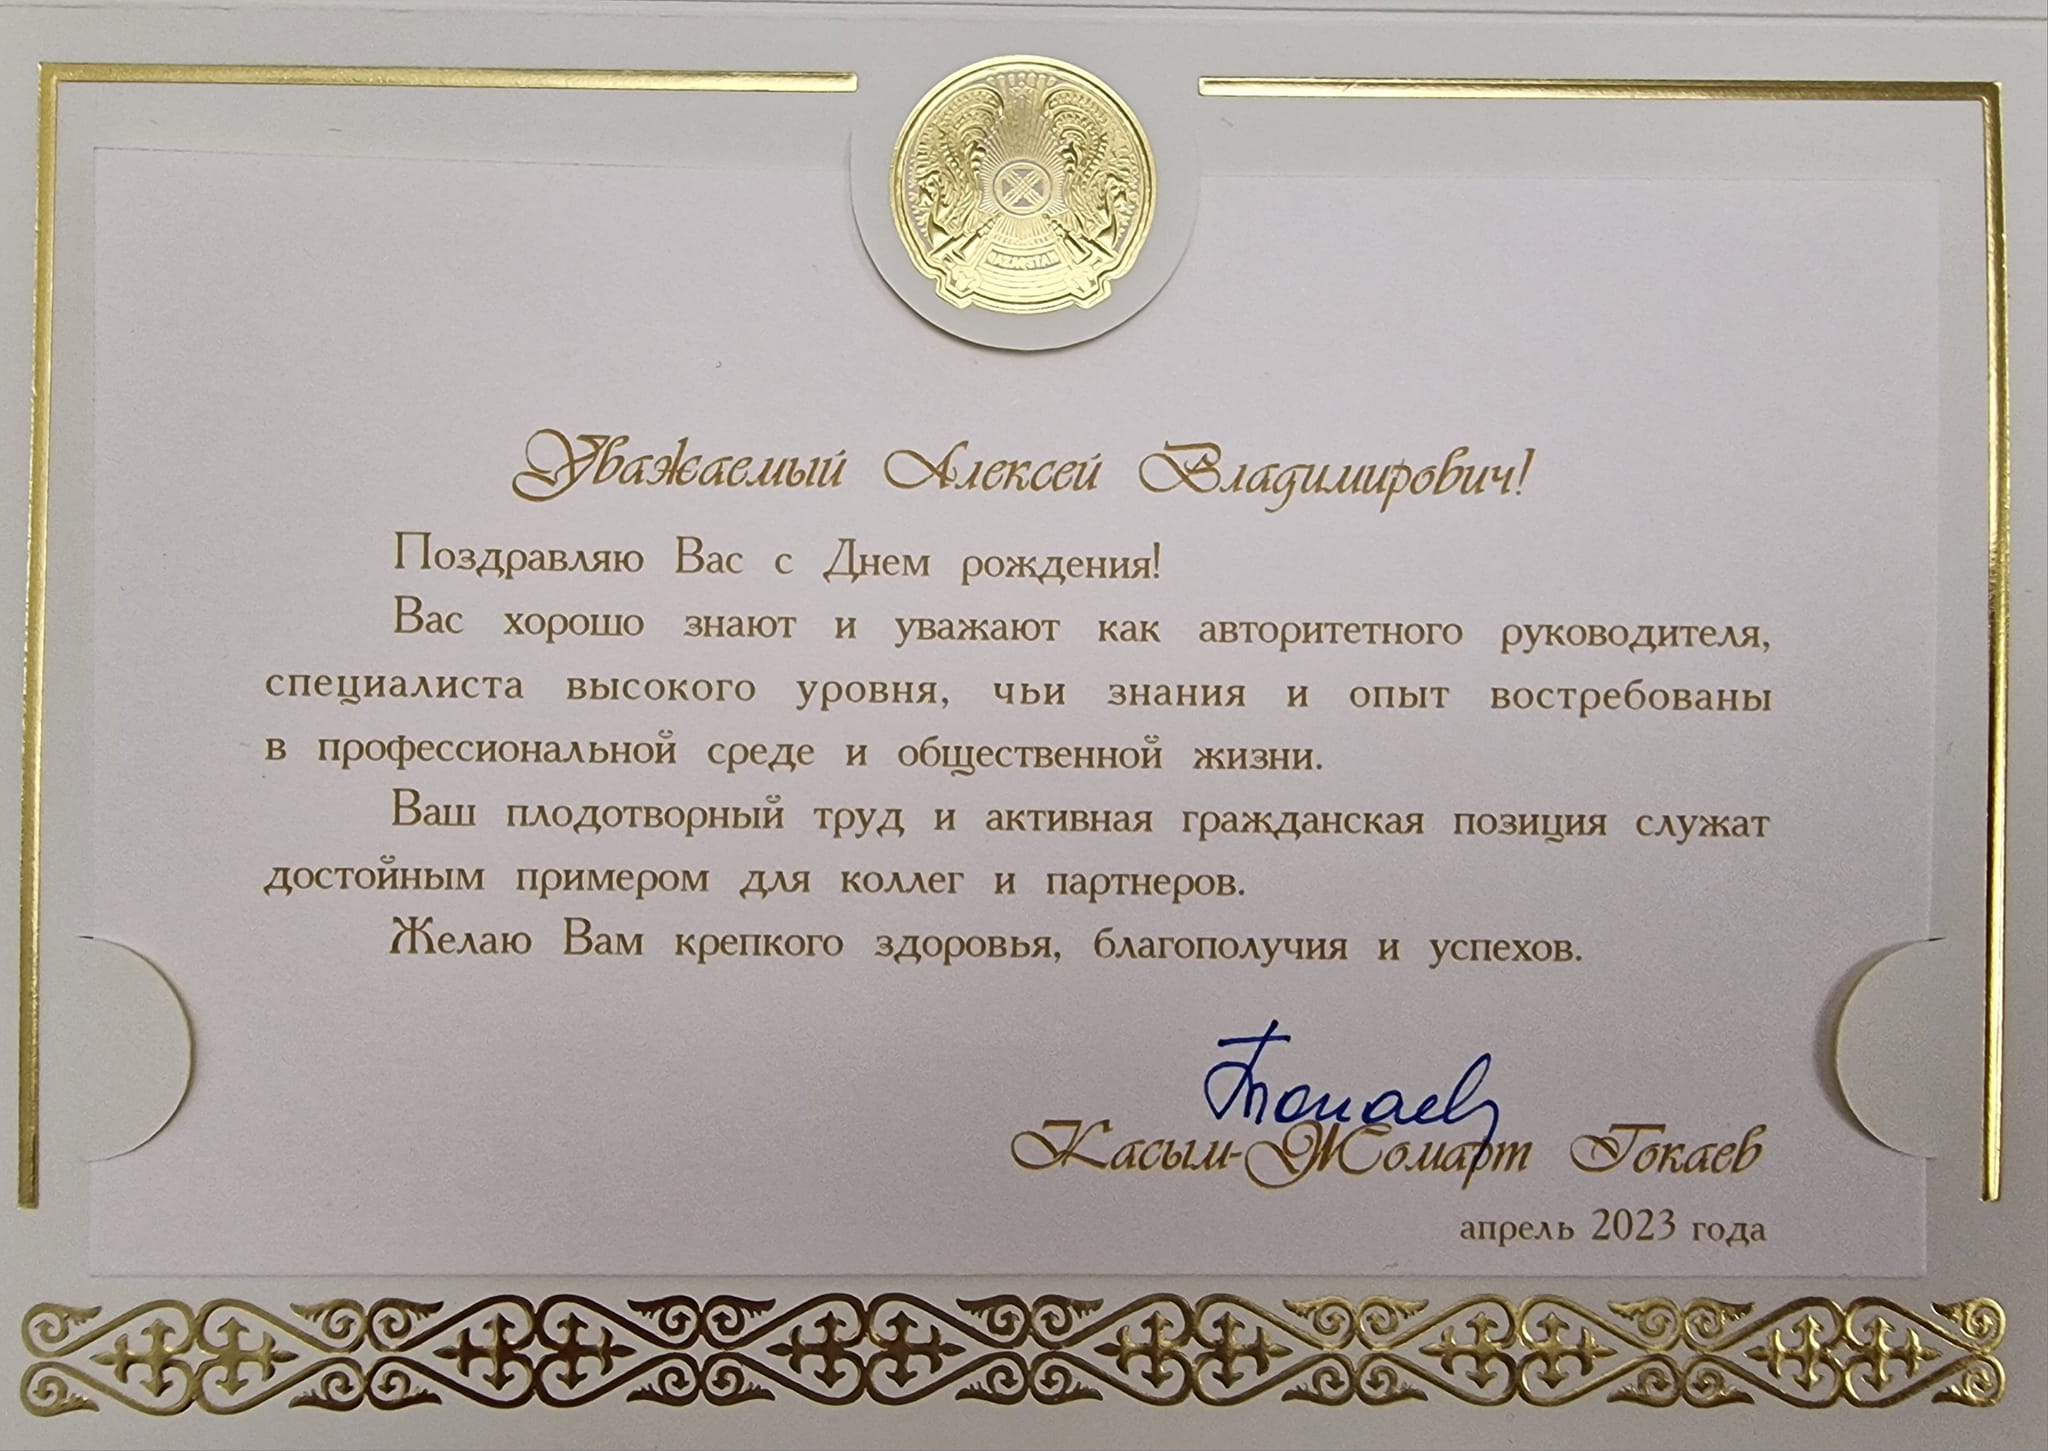 QAZAQSTAN
Уважаемый Алексей Владимирович!
Поздравляю Вас с Днем рождения!
Вас хорошо знают и уважают как авторитетного руководителя,
специалиста высокого уровня, чьи знания и опыт востребованы
в профессиональной среде и общественной жизни.
Ваш плодотворный труд и активная гражданская позиция служат
достойным примером для коллег и партнеров.
Желаю Вам крепкого здоровья, благополучия и успехов.
Токаев
Касым-Жомарт Токаев
апрель 2023 года